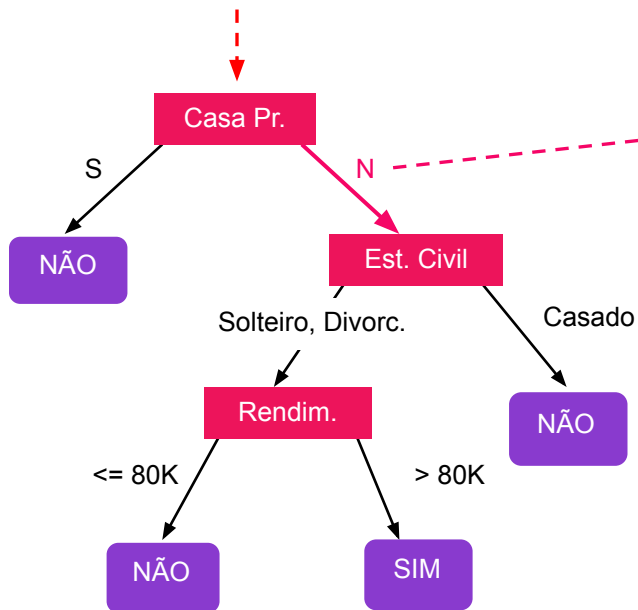 Casa Pr.
S
N
NÃO
Est. Civil
Solteiro, Divorc.
Casado
Rendim.
NÃO
<= 80K
> 80K
NÃO
SIM